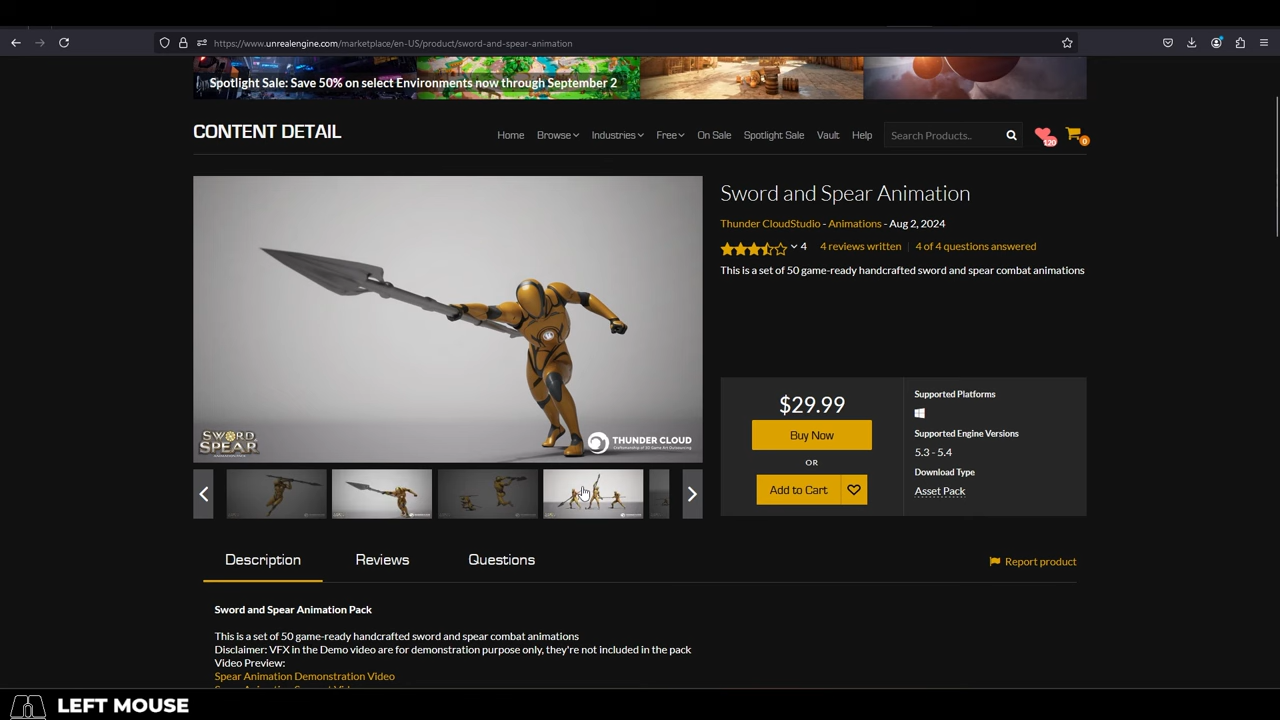 https://www.unrealengine.com/marketplace/en-US/product/sword-and-spear-animation
Spotlight Sale: Save 50% on select Environments now through September 2
CONTENT DETAIL
Home Browse Industries Free On Sale Spotlight Sale Vault Help Search Products.. 120 0
Sword and Spear Animation
Thunder CloudStudio - Animations - Aug 2, 2024
4 4 reviews written | 4 of 4 questions answered
This is a set of 50 game-ready handcrafted sword and spear combat animations
SWORD
SPEAR
THUNDER CLOUD
$29.99
Buy Now
OR
Add to Cart
Supported Platforms
Supported Engine Versions
5.3 - 5.4
Download Type
Asset Pack
Description Reviews Questions
Report product
Sword and Spear Animation Pack
This is a set of 50 game-ready handcrafted sword and spear combat animations
Disclaimer: VFX in the Demo video are for demonstration purpose only, they're not included in the pack
Video Preview:
Spear Animation Demonstration Video
LEFT MOUSE